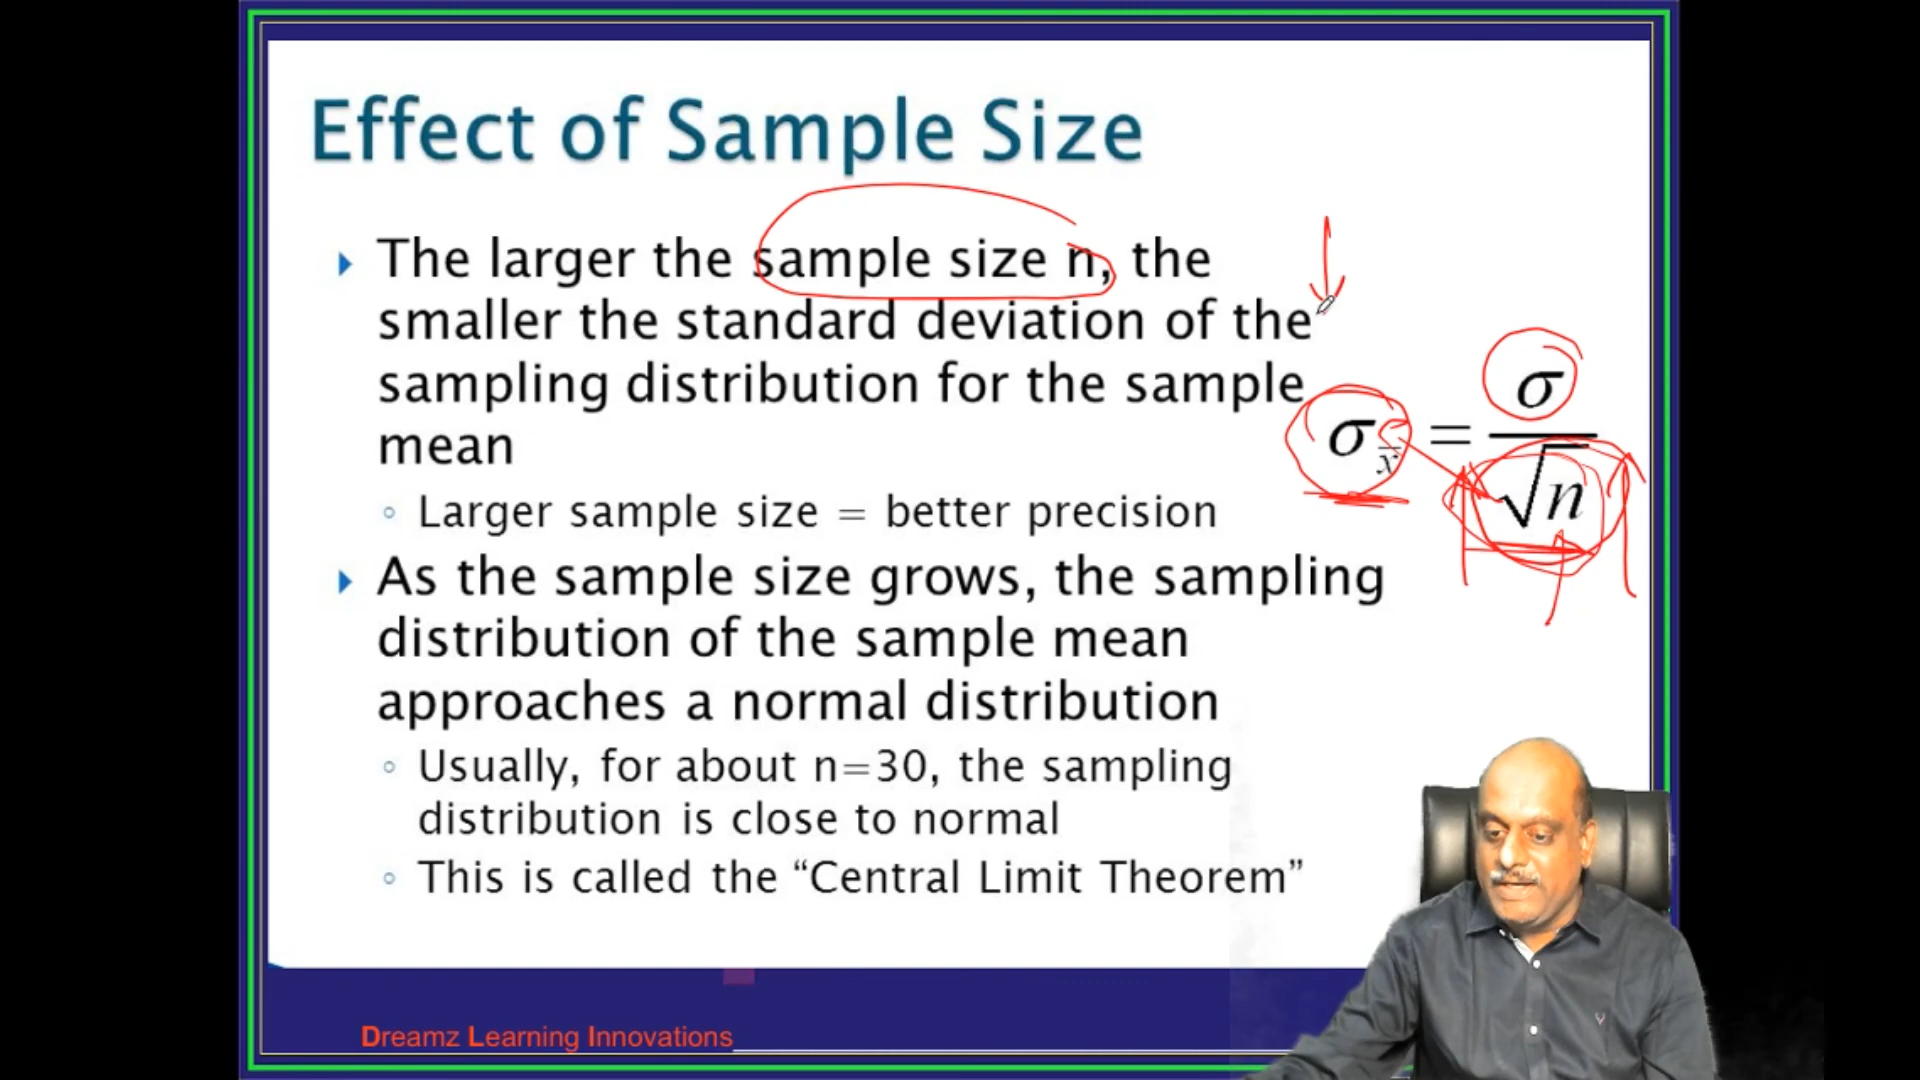 Effect of Sample Size
The larger the sample size n, the
smaller the standard deviation of the
sampling distribution for the sample
mean
Larger sample size = better precision
As the sample size grows, the sampling
distribution of the sample mean
approaches a normal distribution
Usually, for about n=30, the sampling
distribution is close to normal
This is called the “Central Limit Theorem”
σx̅ = σ/√n
Dreamz Learning Innovations